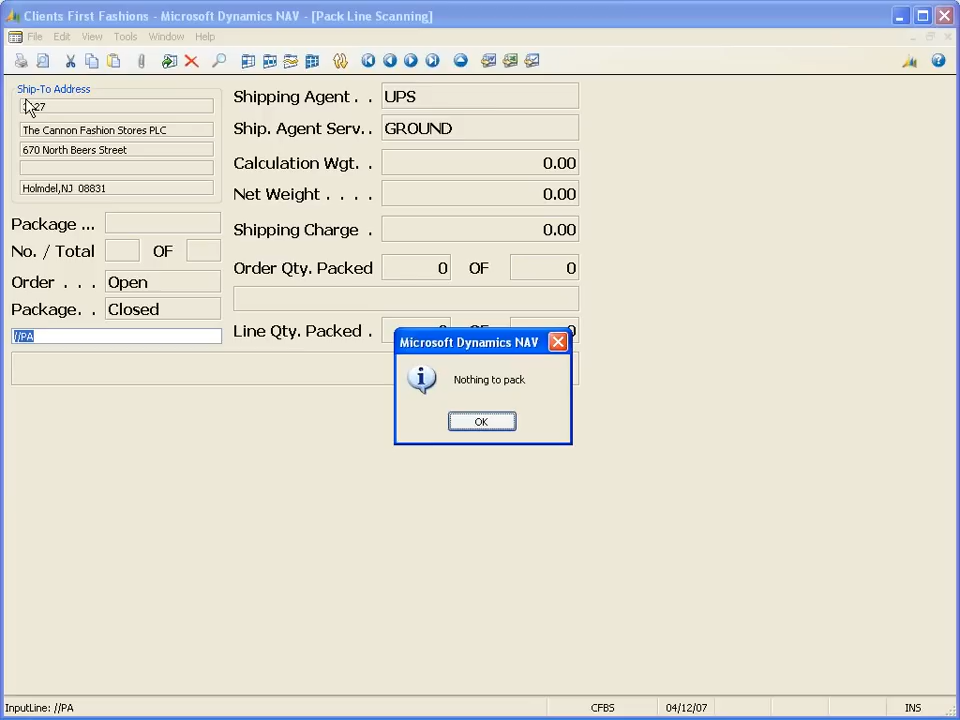 Clients First Fashions - Microsoft Dynamics NAV - [Pack Line Scanning]
File Edit View Tools Window Help
Ship-To Address
The Cannon Fashion Stores PLC
670 North Beers Street
Holmdel,NJ 08831
Package ...
No. / Total OF
Order . . . Open
Package. . Closed
//PA
Shipping Agent . . UPS
Ship. Agent Serv.. GROUND
Calculation Wgt. . 0.00
Net Weight . . . . 0.00
Shipping Charge . 0.00
Order Qty. Packed 0 OF 0
Line Qty. Packed . 0 OF 0
Microsoft Dynamics NAV
Nothing to pack
OK
InputLine: //PA CFBS 04/12/07 INS